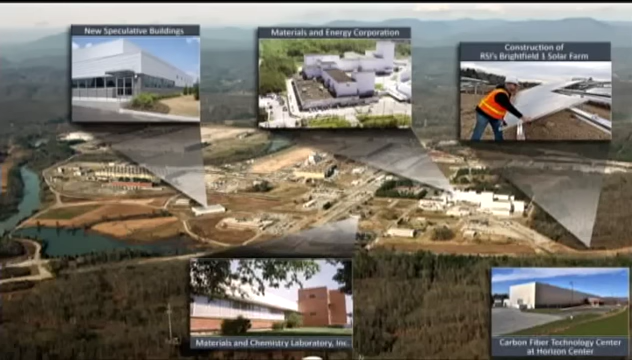 New Speculative Buildings
Materials and Energy Corporation
Construction of
RSI's Brightfield 1 Solar Farm
Materials and Chemistry Laboratory, Inc.
Carbon Fiber Technology Center
at Horizon Center